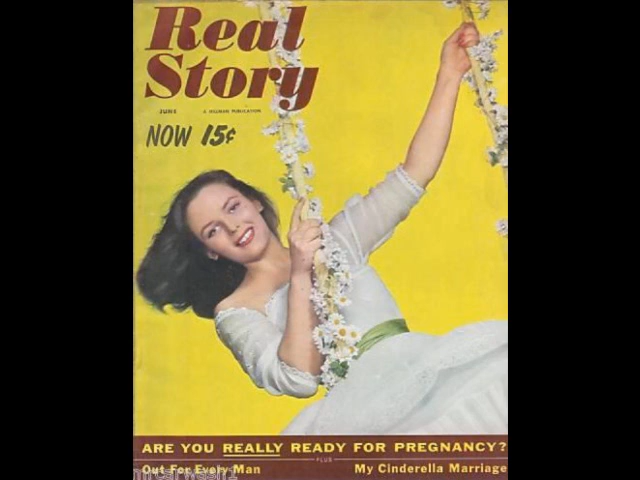 Real
Story
JUNE A HILLMAN PUBLICATION
NOW 15¢
ARE YOU REALLY READY FOR PREGNANCY?
PLUS
Out For Every Man My Cinderella Marriage
mrcarwash1